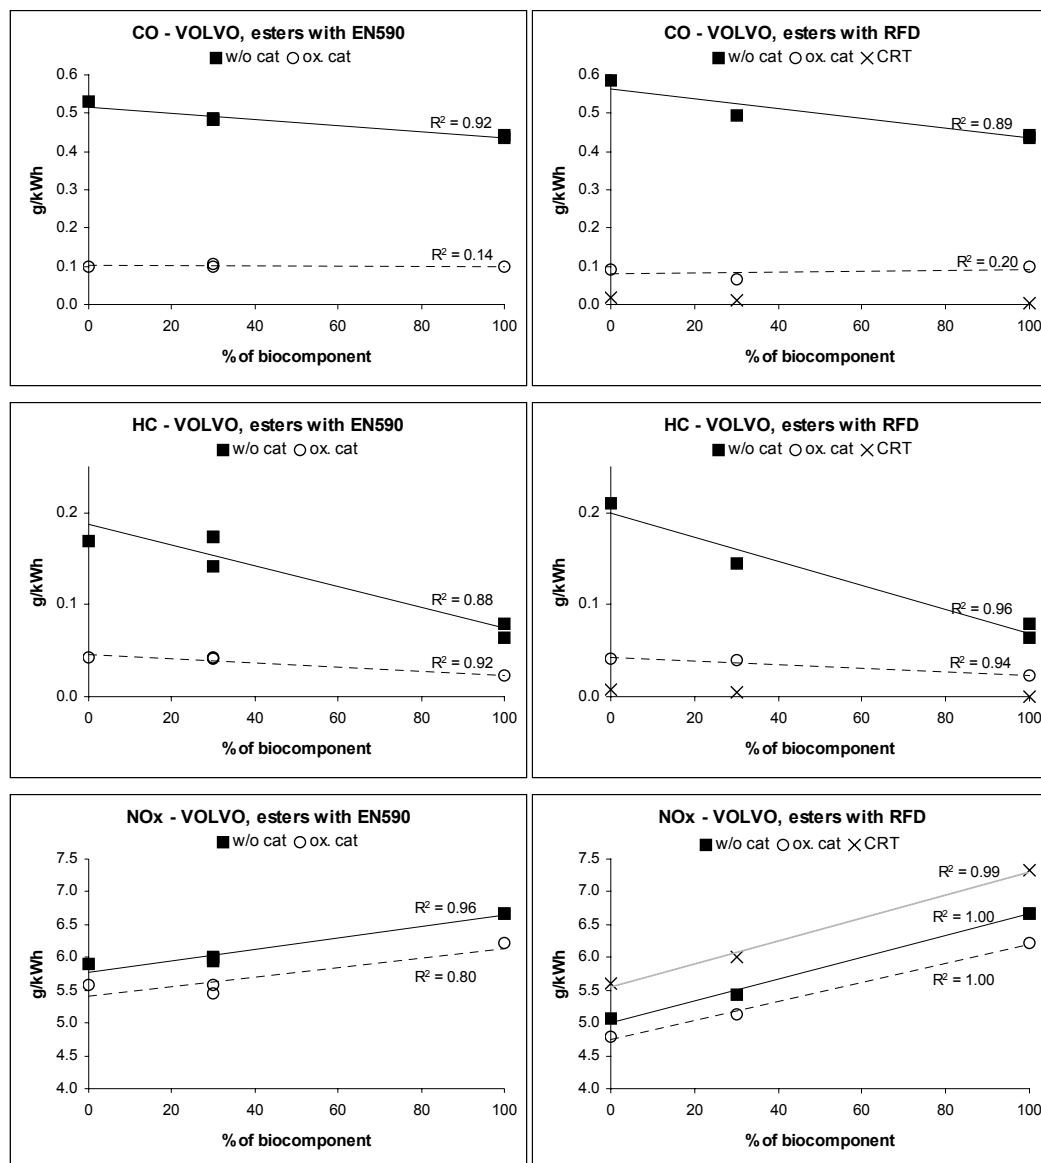 CO - VOLVO, esters with EN590
w/o cat ox. cat
0.6
0.5
0.4
0.3
0.2
0.1
0.0
g/kWh
R² = 0.92
R² = 0.14
0 20 40 60 80 100
% of biocomponent
CO - VOLVO, esters with RFD
w/o cat ox. cat CRT
0.6
0.5
0.4
0.3
0.2
0.1
0.0
g/kWh
R² = 0.89
R² = 0.20
0 20 40 60 80 100
% of biocomponent
HC - VOLVO, esters with EN590
w/o cat ox. cat
0.2
0.1
0.0
g/kWh
R² = 0.88
R² = 0.92
0 20 40 60 80 100
% of biocomponent
HC - VOLVO, esters with RFD
w/o cat ox. cat CRT
0.2
0.1
0.0
g/kWh
R² = 0.96
R² = 0.94
0 20 40 60 80 100
% of biocomponent
NOx - VOLVO, esters with EN590
w/o cat ox. cat
7.5
7.0
6.5
6.0
5.5
5.0
4.5
4.0
g/kWh
R² = 0.96
R² = 0.80
0 20 40 60 80 100
% of biocomponent
NOx - VOLVO, esters with RFD
w/o cat ox. cat CRT
7.5
7.0
6.5
6.0
5.5
5.0
4.5
4.0
g/kWh
R² = 0.99
R² = 1.00
R² = 1.00
0 20 40 60 80 100
% of biocomponent